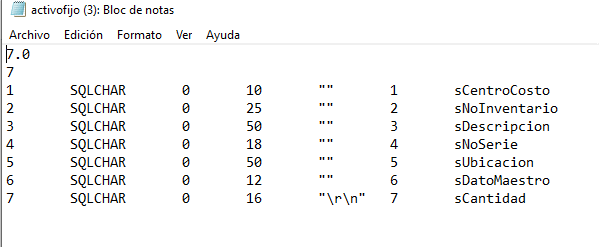 activofijo (3): Bloc de notas
Archivo Edición Formato Ver Ayuda
7.0
7
1 SQLCHAR 0 10 "" 1 sCentroCosto
2 SQLCHAR 0 25 "" 2 sNoInventario
3 SQLCHAR 0 50 "" 3 sDescripcion
4 SQLCHAR 0 18 "" 4 sNoSerie
5 SQLCHAR 0 50 "" 5 sUbicacion
6 SQLCHAR 0 12 "" 6 sDatoMaestro
7 SQLCHAR 0 16 "\r\n" 7 sCantidad